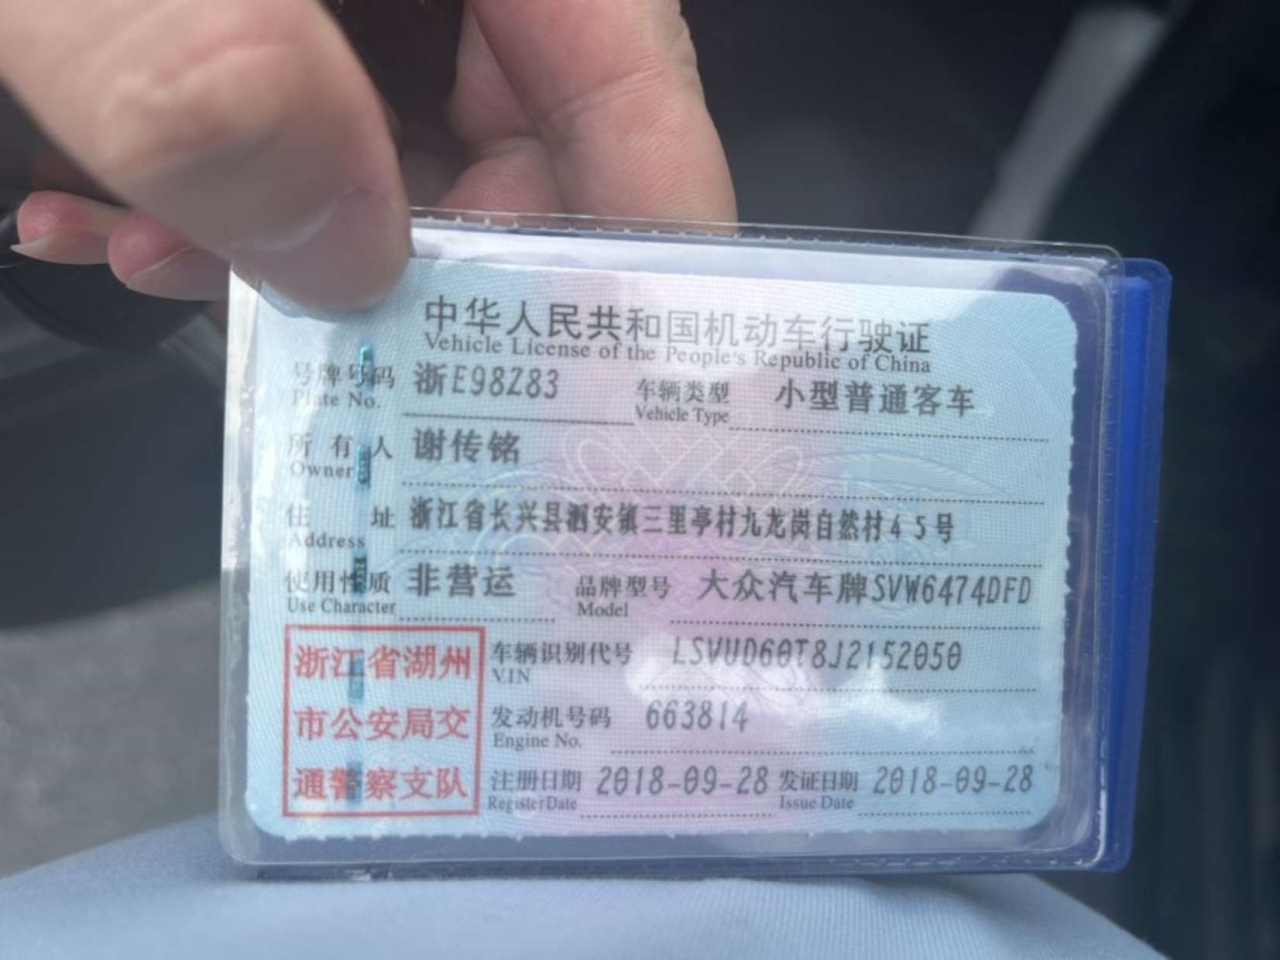 中华人民共和国机动车行驶证
Vehicle License of the People's Republic of China
号牌号码 浙E98Z83 车辆类型 小型普通客车
Plate No. Vehicle Type
所有人 谢传铭
Owner
住址 浙江省长兴县泗安镇三里亭村九龙岗自然村45号
Address
使用性质 非营运 品牌型号 大众汽车牌SVW6474DFD
Use Character Model
浙江省湖州
市公安局交
通警察支队
车辆识别代号 LSVUD60T8J2152050
VIN
发动机号码 663814
Engine No.
注册日期 2018-09-28 发证日期 2018-09-28
Register Date Issue Date